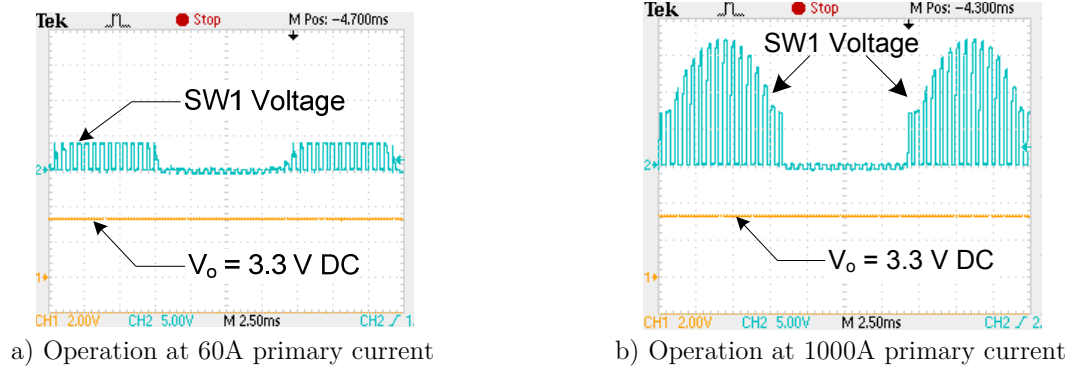 Tek Stop M Pos: -4.700ms
SW1 Voltage
2
Vo = 3.3 V DC
1
CH1 2.00V CH2 5.00V M 2.50ms CH2 ∫ 1.
a) Operation at 60A primary current
Tek Stop M Pos: -4.300ms
SW1 Voltage
2
Vo = 3.3 V DC
1
CH1 2.00V CH2 5.00V M 2.50ms CH2 ∫ 2.
b) Operation at 1000A primary current